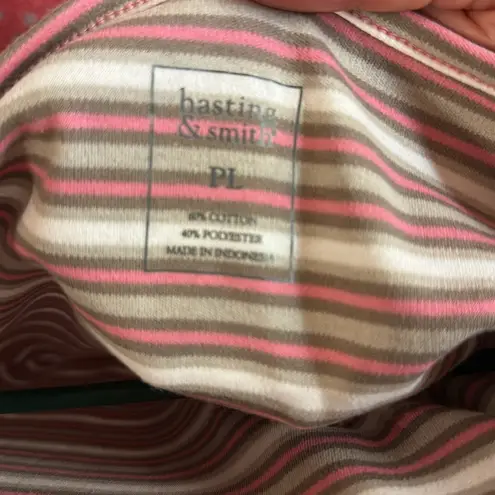 hasting
& smith
PL
60% COTTON
40% POLYESTER
MADE IN INDONESIA